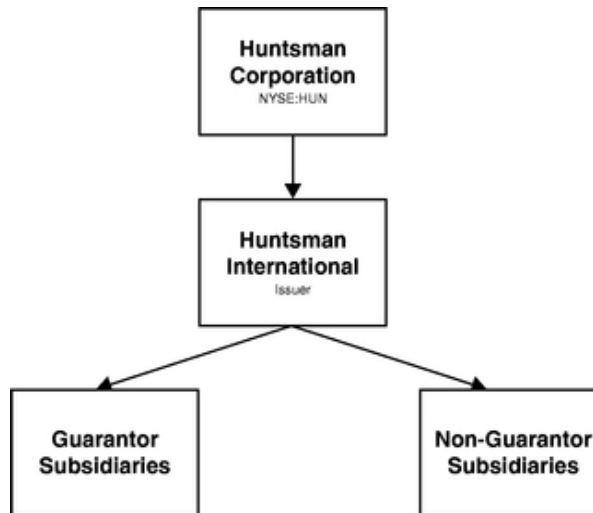 Huntsman
Corporation
NYSE:HUN
Huntsman
International
Issuer
Guarantor
Subsidiaries
Non-Guarantor
Subsidiaries